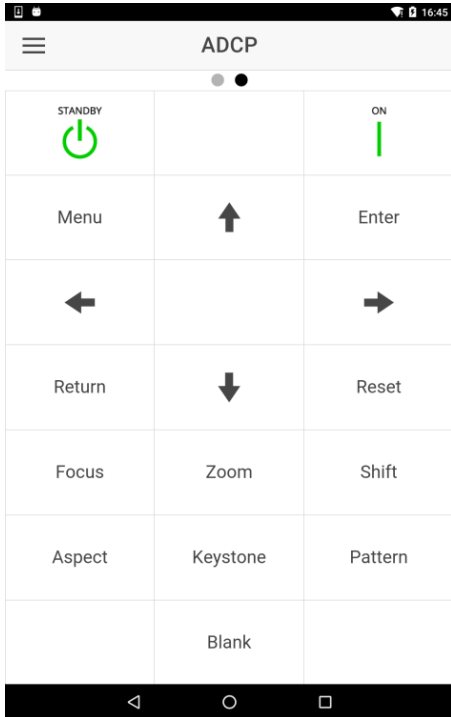 16:45
ADCP
STANDBY
ON
Menu
Enter
Return
Reset
Focus
Zoom
Shift
Aspect
Keystone
Pattern
Blank